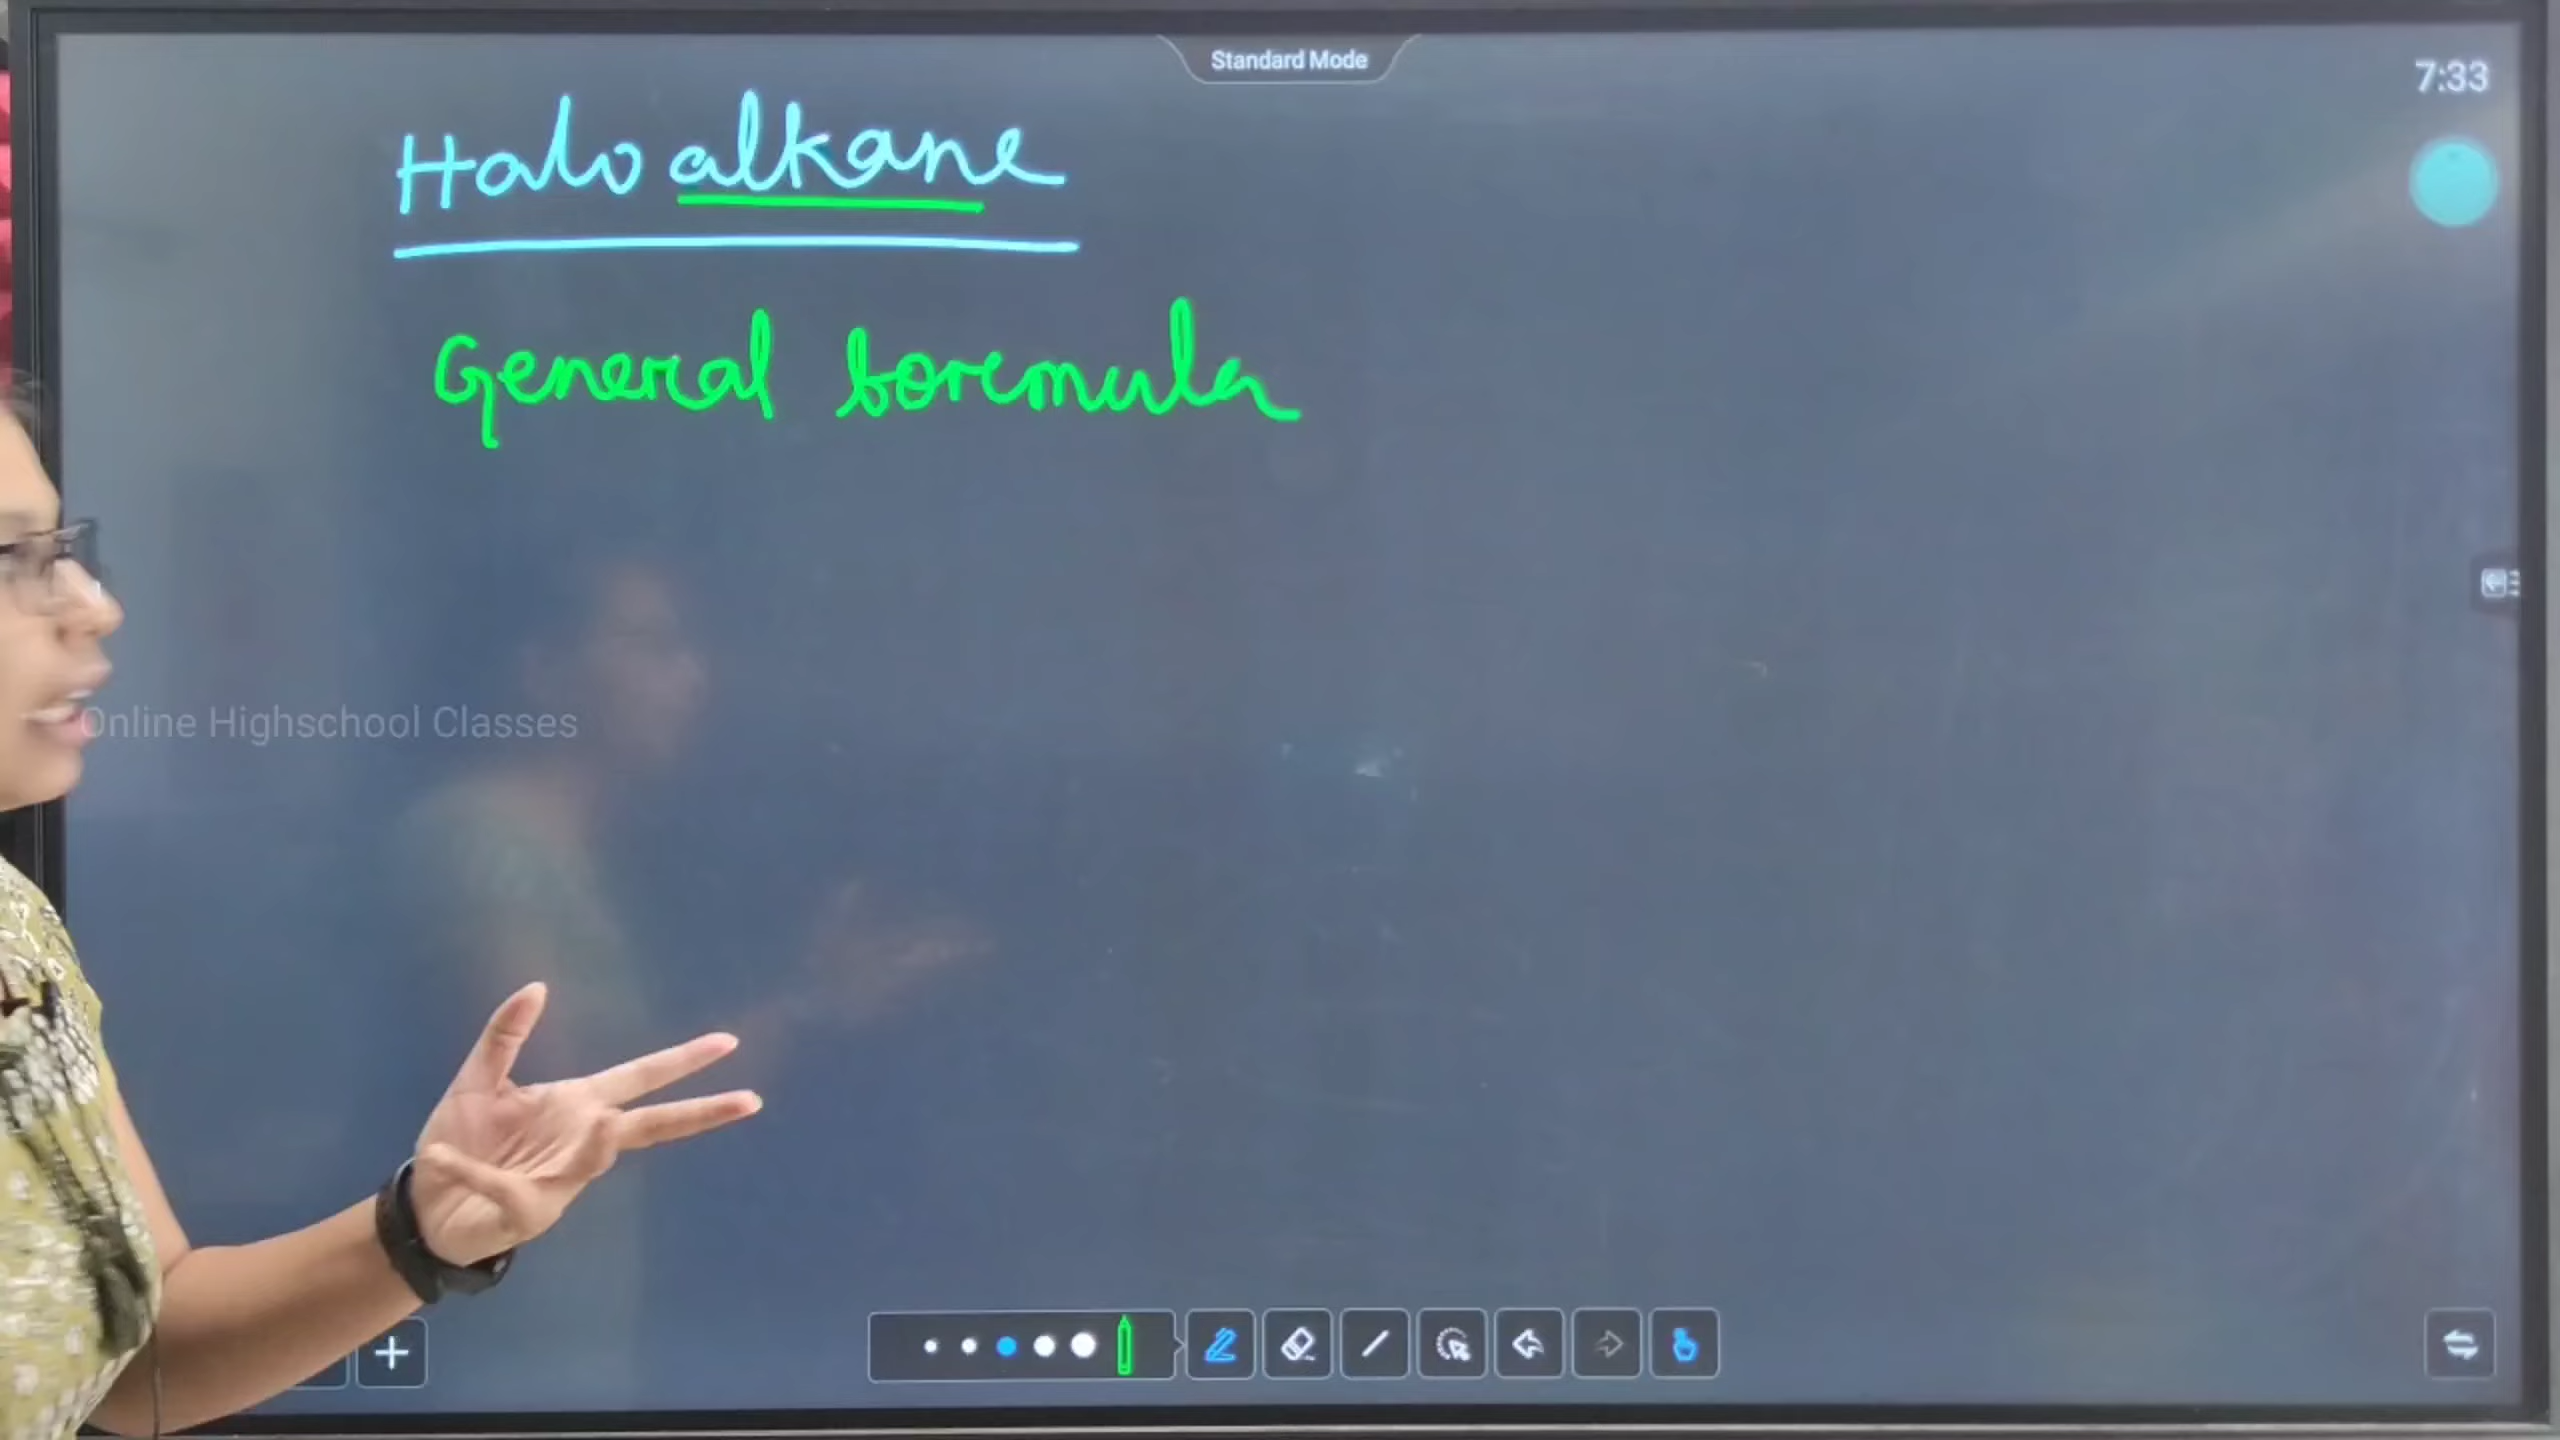 Standard Mode
7:33
Halo alkane
General formula
Online Highschool Classes